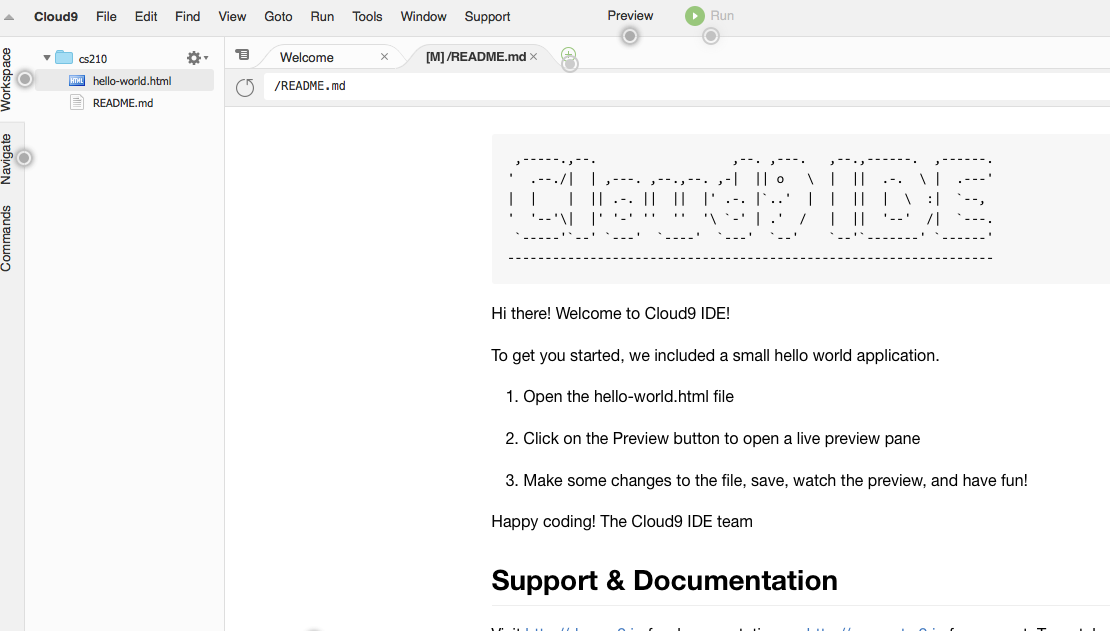 Cloud9 File Edit Find View Goto Run Tools Window Support Preview Run
Workspace
Navigate
Commands
cs210
hello-world.html
README.md
Welcome
[M] /README.md
/README.md
Cloud9 IDE
Hi there! Welcome to Cloud9 IDE!
To get you started, we included a small hello world application.
1. Open the hello-world.html file
2. Click on the Preview button to open a live preview pane
3. Make some changes to the file, save, watch the preview, and have fun!
Happy coding! The Cloud9 IDE team
Support & Documentation